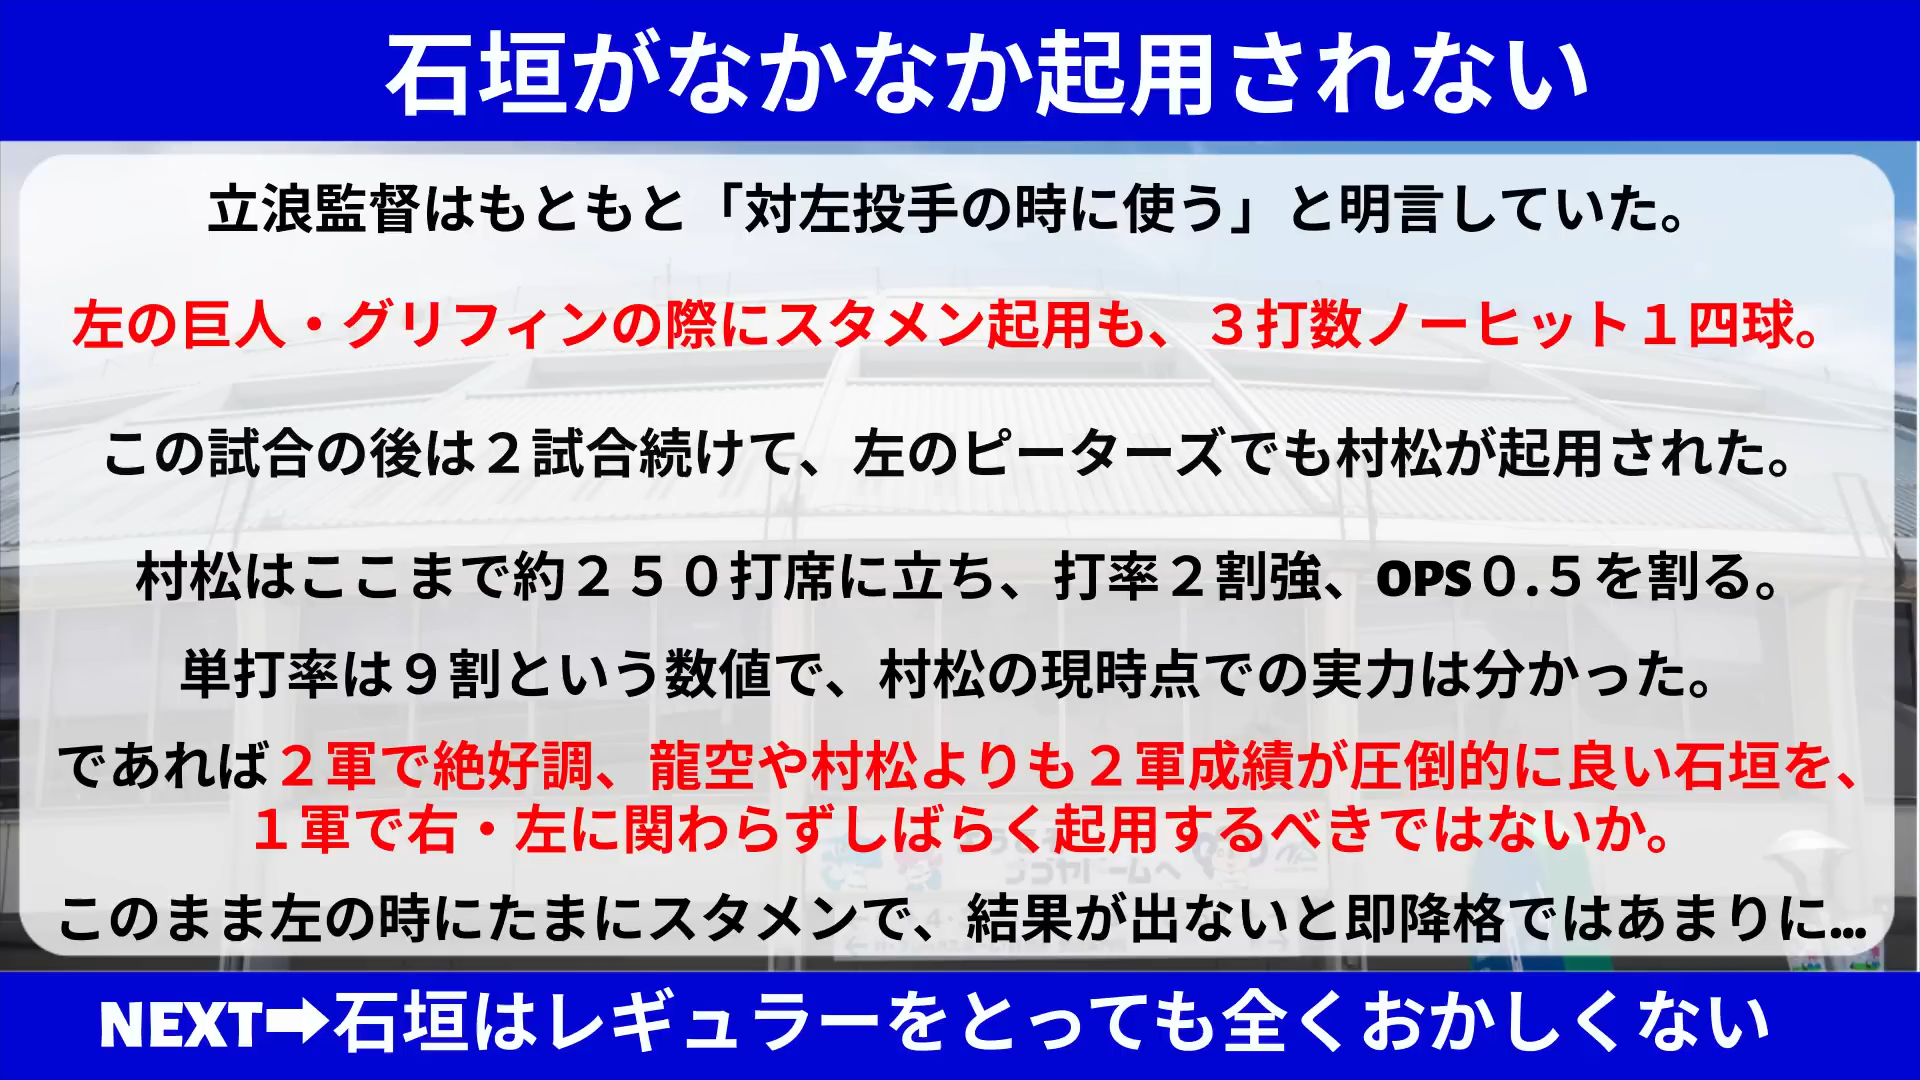 石垣がなかなか起用されない
立浪監督はもともと「対左投手の時に使う」と明言していた。
左の巨人・グリフィンの際にスタメン起用も、３打数ノーヒット１四球。
この試合の後は２試合続けて、左のピーターズでも村松が起用された。
村松はここまで約２５０打席に立ち、打率２割強、OPS０.５を割る。
単打率は９割という数値で、村松の現時点での実力は分かった。
であれば２軍で絶好調、龍空や村松よりも２軍成績が圧倒的に良い石垣を、
１軍で右・左に関わらずしばらく起用するべきではないか。
ナゴヤドームへ
このまま左の時にたまにスタメンで、結果が出ないと即降格ではあまりに...
NEXT➡石垣はレギュラーをとっても全くおかしくない